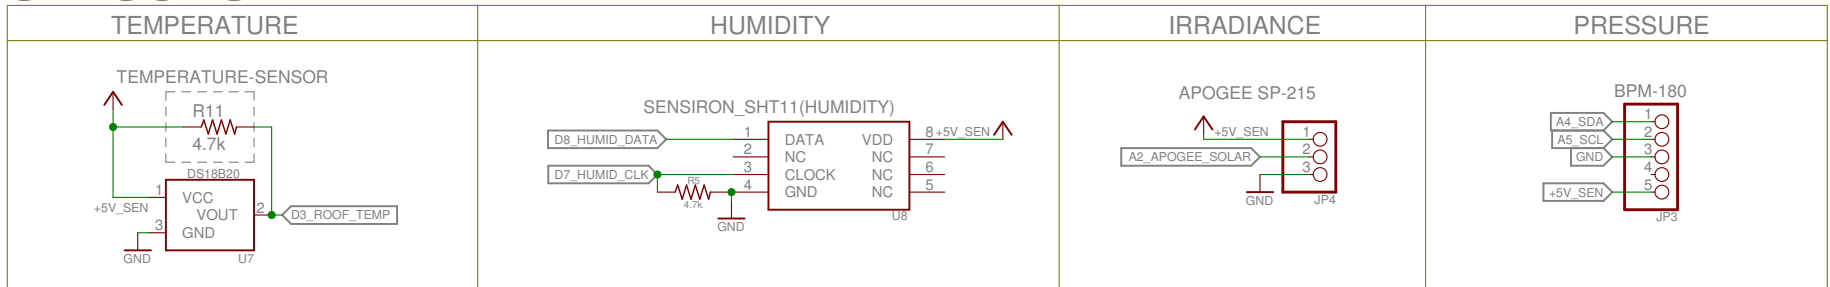 TEMPERATURE
HUMIDITY
IRRADIANCE
PRESSURE
TEMPERATURE-SENSOR
R11
4.7k
DS18B20
1
VCC
+5V_SEN
VOUT
2
D3_ROOF_TEMP
3
GND
GND
U7
SENSIRON_SHT11(HUMIDITY)
D8_HUMID_DATA
1
DATA
VDD
8
+5V_SEN
2
NC
NC
7
D7_HUMID_CLK
3
CLOCK
NC
6
R5
4.7k
4
GND
NC
5
GND
U8
APOGEE SP-215
+5V_SEN
1
A2_APOGEE_SOLAR
2
3
GND
JP4
BPM-180
A4_SDA
1
A5_SCL
2
GND
3
4
+5V_SEN
5
JP3